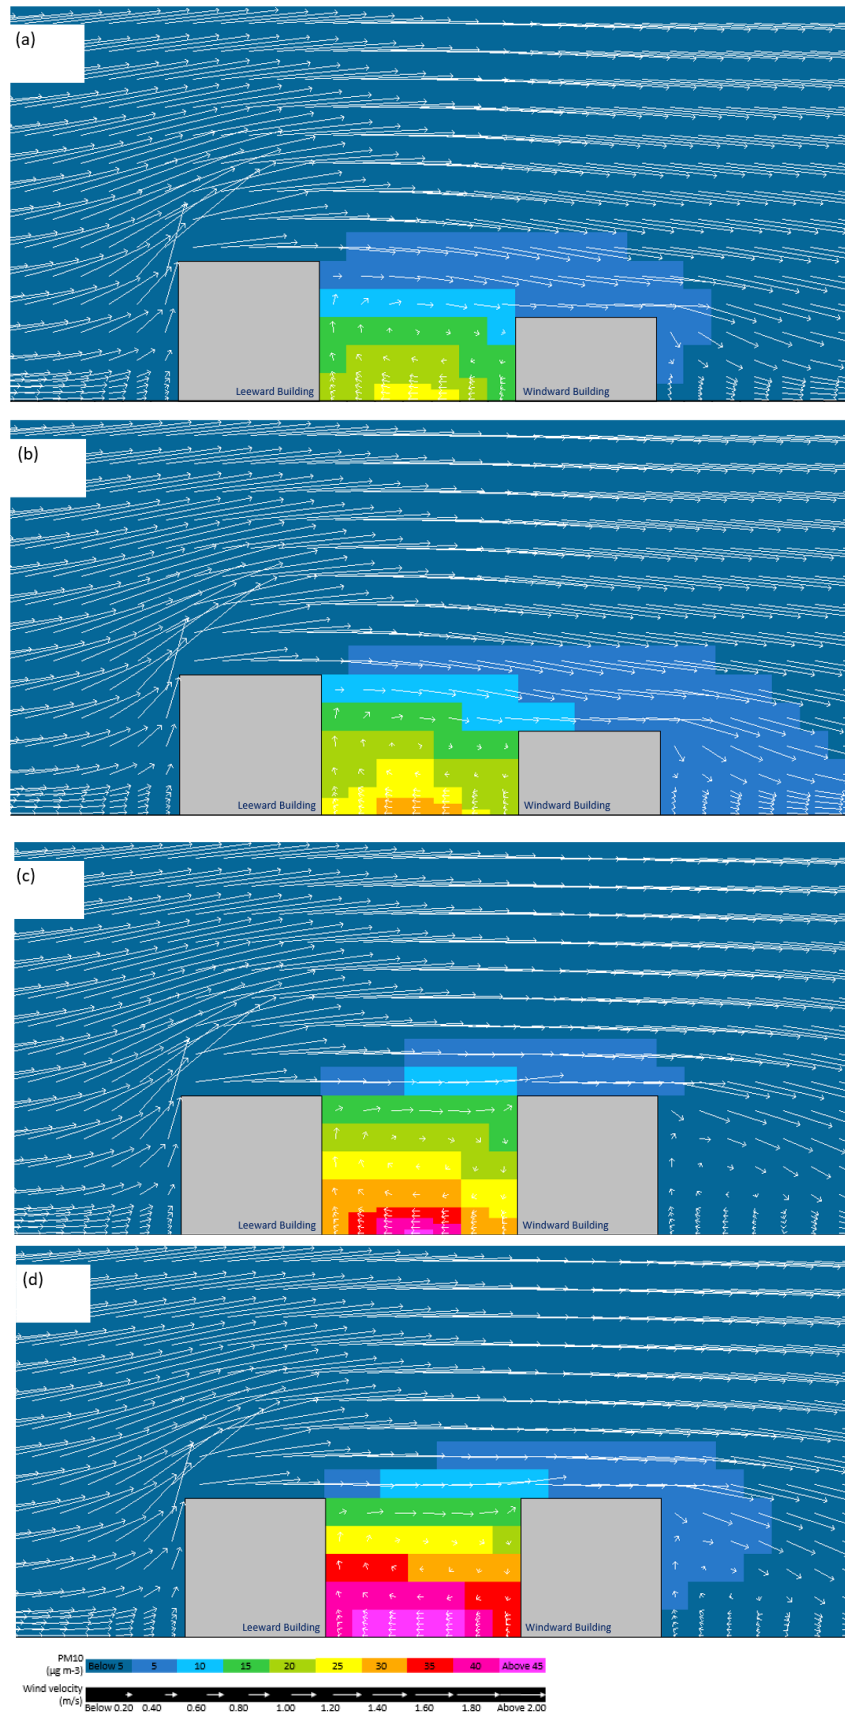 (a)
Leeward Building
Windward Building
(b)
Leeward Building
Windward Building
(c)
Leeward Building
Windward Building
(d)
Leeward Building
Windward Building
PM10
(µg m-3)
Below 5 5 10 15 20 25 30 35 40 Above 45
Wind velocity
(m/s)
Below 0.20 0.40 0.60 0.80 1.00 1.20 1.40 1.60 1.80 Above 2.00